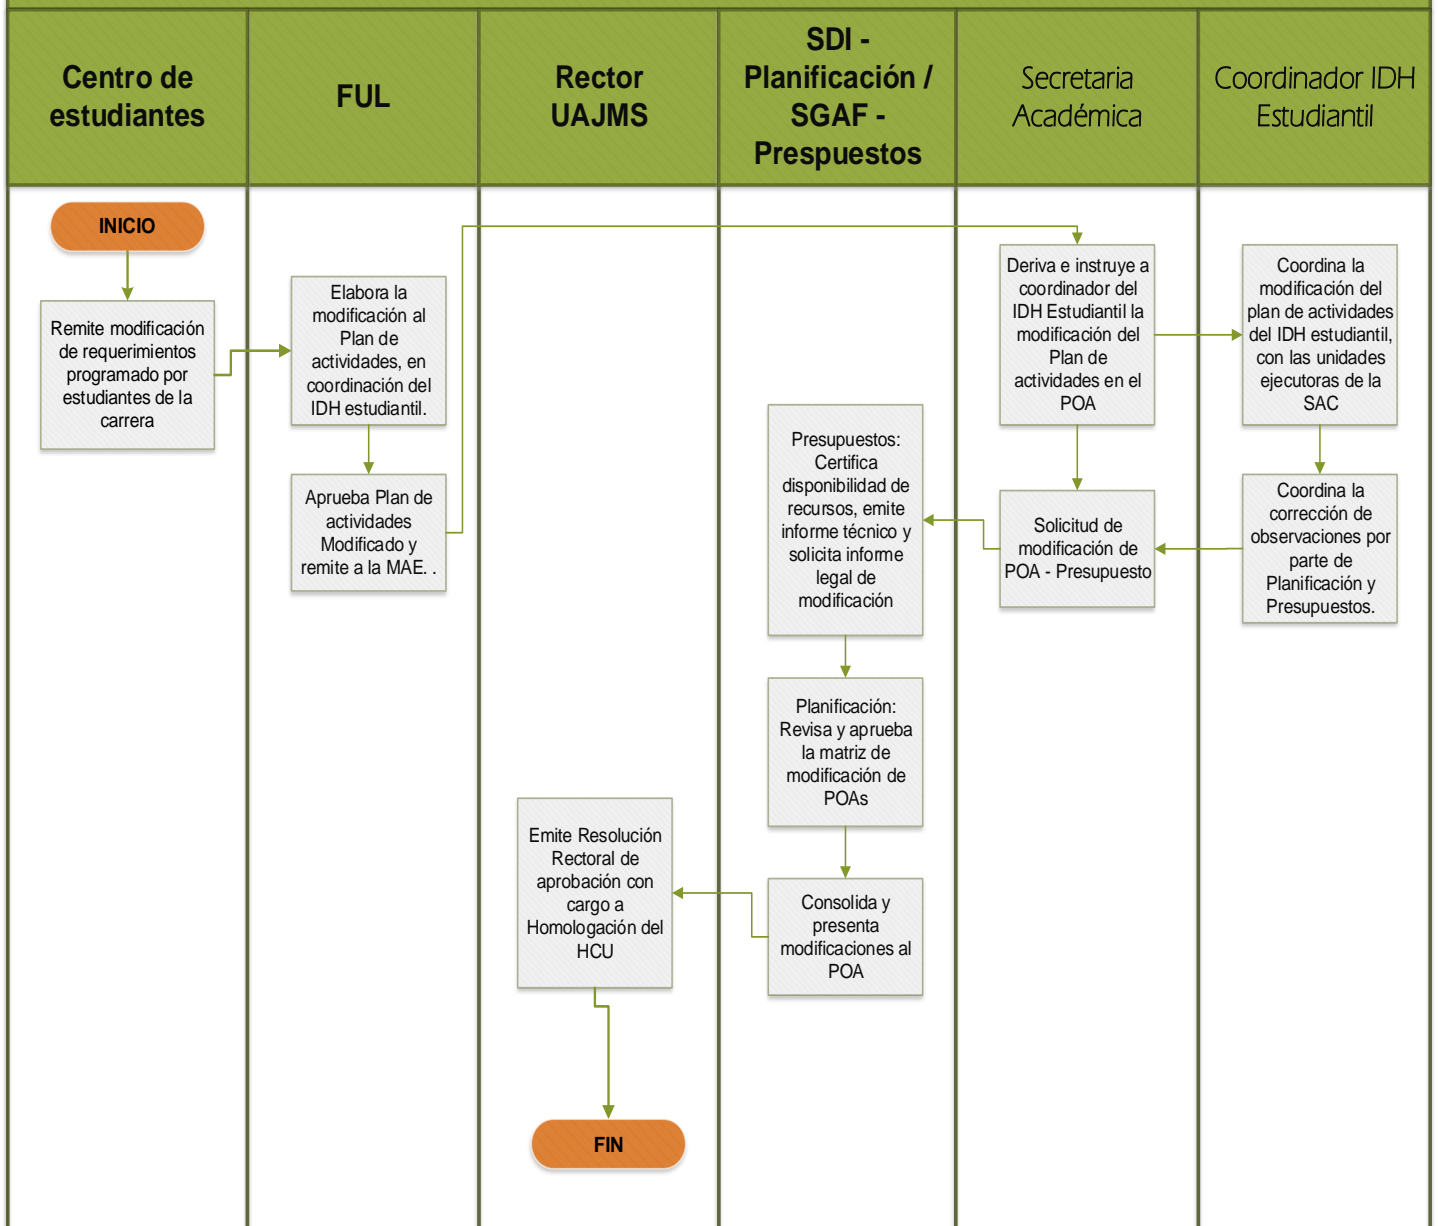 Centro de
estudiantes
FUL
Rector
UAJMS
SDI -
Planificación /
SGAF -
Prespuestos
Secretaria
Académica
Coordinador IDH
Estudiantil
INICIO
Remite modificación
de requerimientos
programado por
estudiantes de la
carrera
Elabora la
modificación al
Plan de
actividades, en
coordinación del
IDH estudiantil.
Aprueba Plan de
actividades
Modificado y
remite a la MAE. .
Deriva e instruye a
coordinador del
IDH Estudiantil la
modificación del
Plan de
actividades en el
POA
Coordina la
modificación del
plan de actividades
del IDH estudiantil,
con las unidades
ejecutoras de la
SAC
Coordina la
corrección de
observaciones por
parte de
Planificación y
Presupuestos.
Solicitud de
modificación de
POA - Presupuesto
Presupuestos:
Certifica
disponibilidad de
recursos, emite
informe técnico y
solicita informe
legal de
modificación
Planificación:
Revisa y aprueba
la matriz de
modificación de
POAs
Consolida y
presenta
modificaciones al
POA
Emite Resolución
Rectoral de
aprobación con
cargo a
Homologación del
HCU
FIN